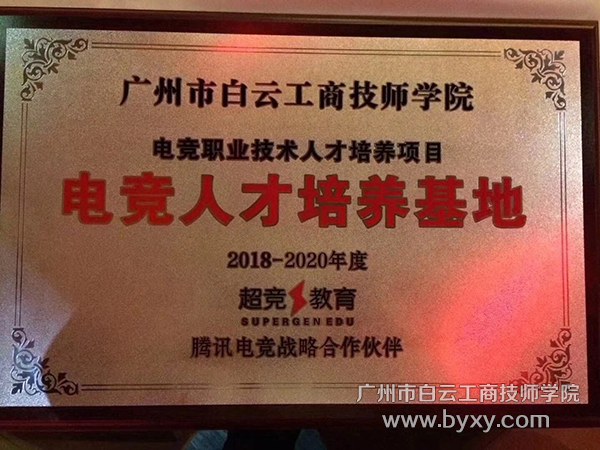 广州市白云工商技师学院
电竞职业技术人才培养项目
电竞人才培养基地
2018-2020年度
超竞教育
SUPERGEN EDU
腾讯电竞战略合作伙伴
广州市白云工商技师学院
www.byxy.com